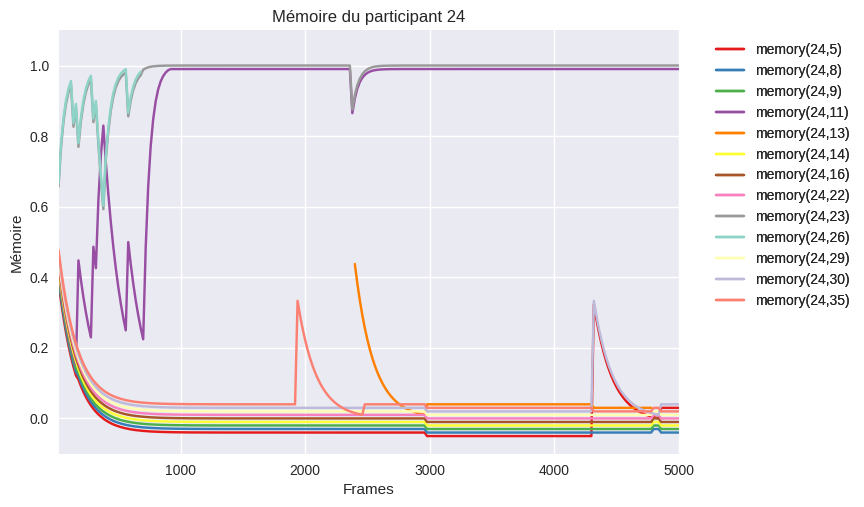 Mémoire du participant 24
1.0
0.8
0.6
0.4
0.2
0.0
Mémoire
1000
2000
3000
4000
5000
Frames
memory(24,5)
memory(24,8)
memory(24,9)
memory(24,11)
memory(24,13)
memory(24,14)
memory(24,16)
memory(24,22)
memory(24,23)
memory(24,26)
memory(24,29)
memory(24,30)
memory(24,35)